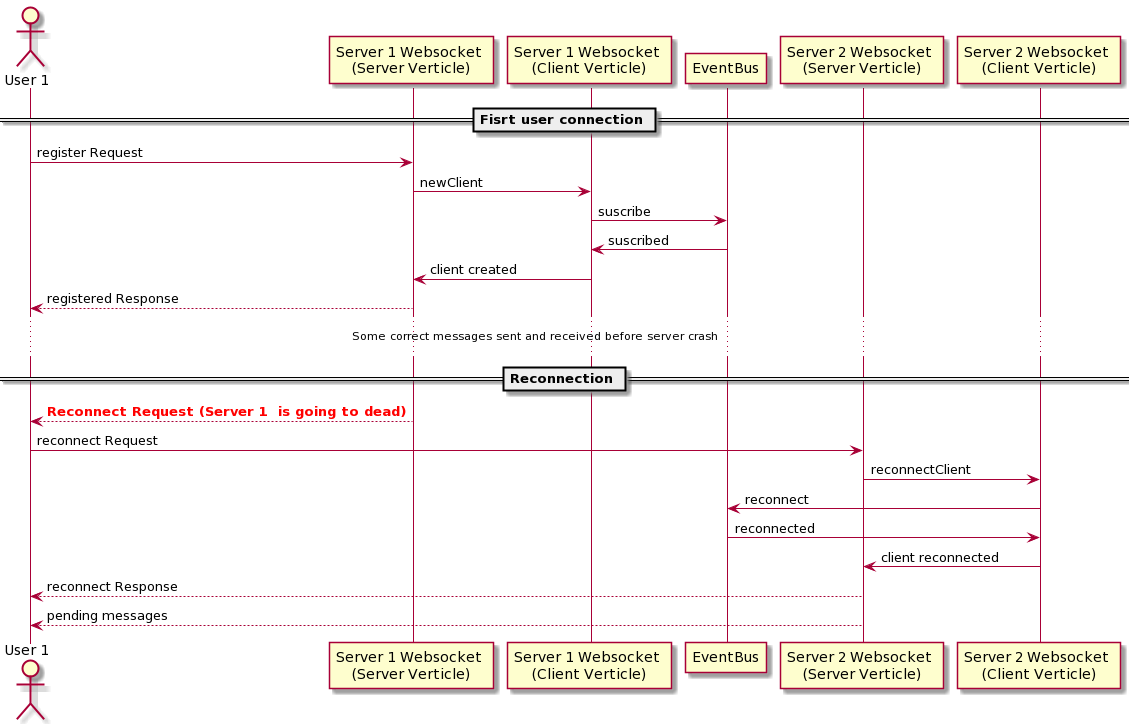 User 1
Server 1 Websocket
(Server Verticle)
Server 1 Websocket
(Client Verticle)
EventBus
Server 2 Websocket
(Server Verticle)
Server 2 Websocket
(Client Verticle)
Fisrt user connection
register Request
newClient
suscribe
suscribed
client created
registered Response
Some correct messages sent and received before server crash
Reconnection
Reconnect Request (Server 1  is going to dead)
reconnect Request
reconnectClient
reconnect
reconnected
client reconnected
reconnect Response
pending messages
User 1
Server 1 Websocket
(Server Verticle)
Server 1 Websocket
(Client Verticle)
EventBus
Server 2 Websocket
(Server Verticle)
Server 2 Websocket
(Client Verticle)